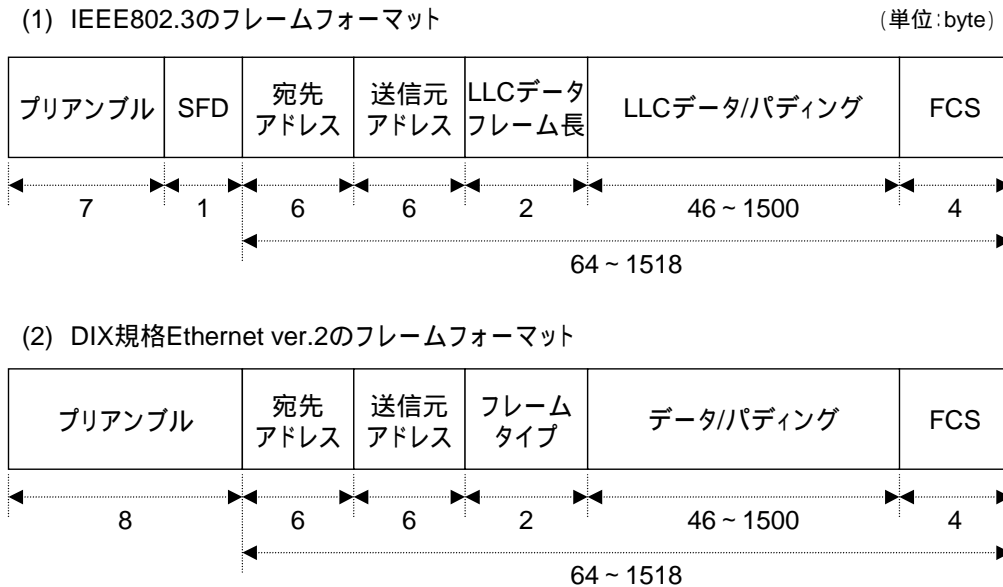 (1) IEEE802.3のフレームフォーマット
(単位:byte)
プリアンブル
SFD
宛先
アドレス
送信元
アドレス
LLCデータ
フレーム長
LLCデータ/パディング
FCS
7
1
6
6
2
46~1500
4
64~1518
(2) DIX規格Ethernet ver.2のフレームフォーマット
プリアンブル
宛先
アドレス
送信元
アドレス
フレーム
タイプ
データ/パディング
FCS
8
6
6
2
46~1500
4
64~1518